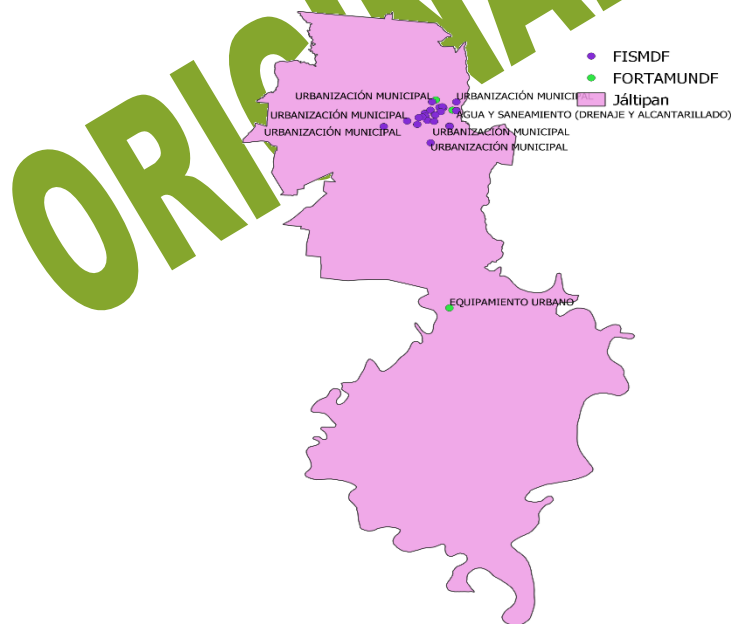 ORIGINA
FISMDF
FORTAMUNDF
Jáltipan
URBANIZACIÓN MUNICIPAL
URBANIZACIÓN MUNICIPAL
URBANIZACIÓN MUNICIPAL
AGUA Y SANEAMIENTO (DRENAJE Y ALCANTARILLADO)
URBANIZACIÓN MUNICIPAL
URBANIZACIÓN MUNICIPAL
URBANIZACIÓN MUNICIPAL
EQUIPAMIENTO URBANO